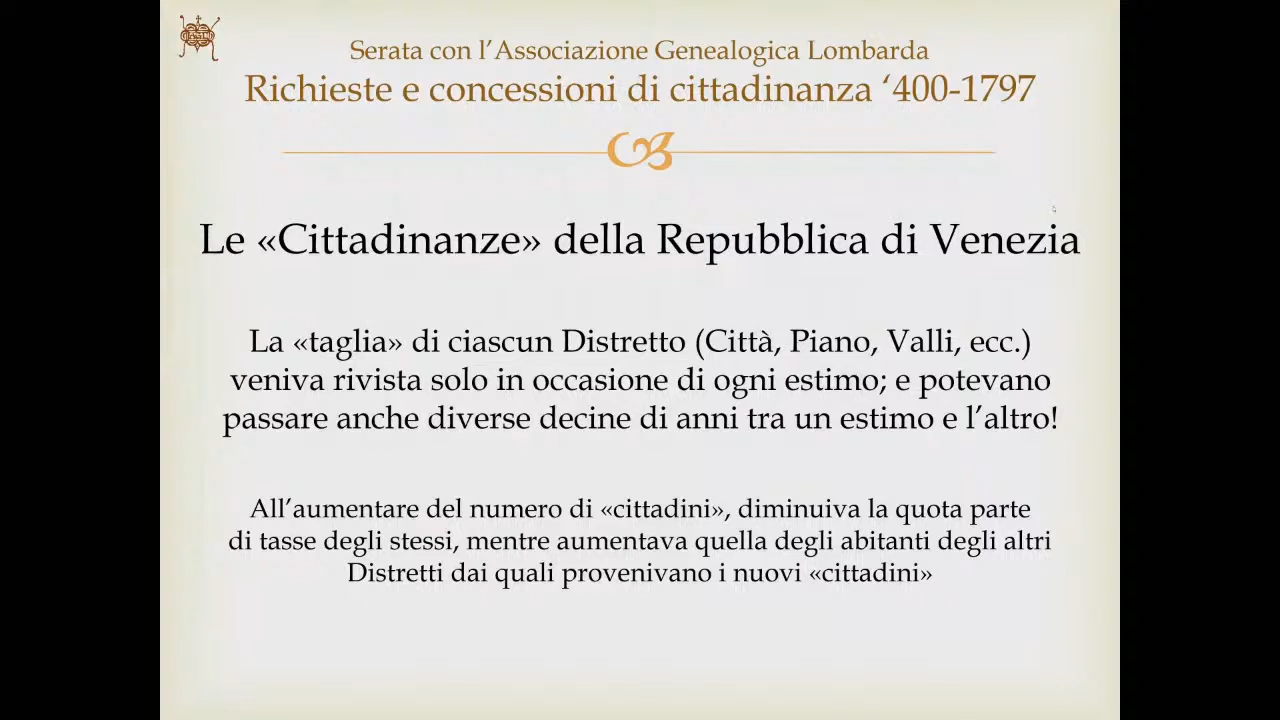 Serata con l’Associazione Genealogica Lombarda
Richieste e concessioni di cittadinanza ‘400-1797
Le «Cittadinanze» della Repubblica di Venezia
La «taglia» di ciascun Distretto (Città, Piano, Valli, ecc.)
veniva rivista solo in occasione di ogni estimo; e potevano
passare anche diverse decine di anni tra un estimo e l’altro!
All’aumentare del numero di «cittadini», diminuiva la quota parte
di tasse degli stessi, mentre aumentava quella degli abitanti degli altri
Distretti dai quali provenivano i nuovi «cittadini»